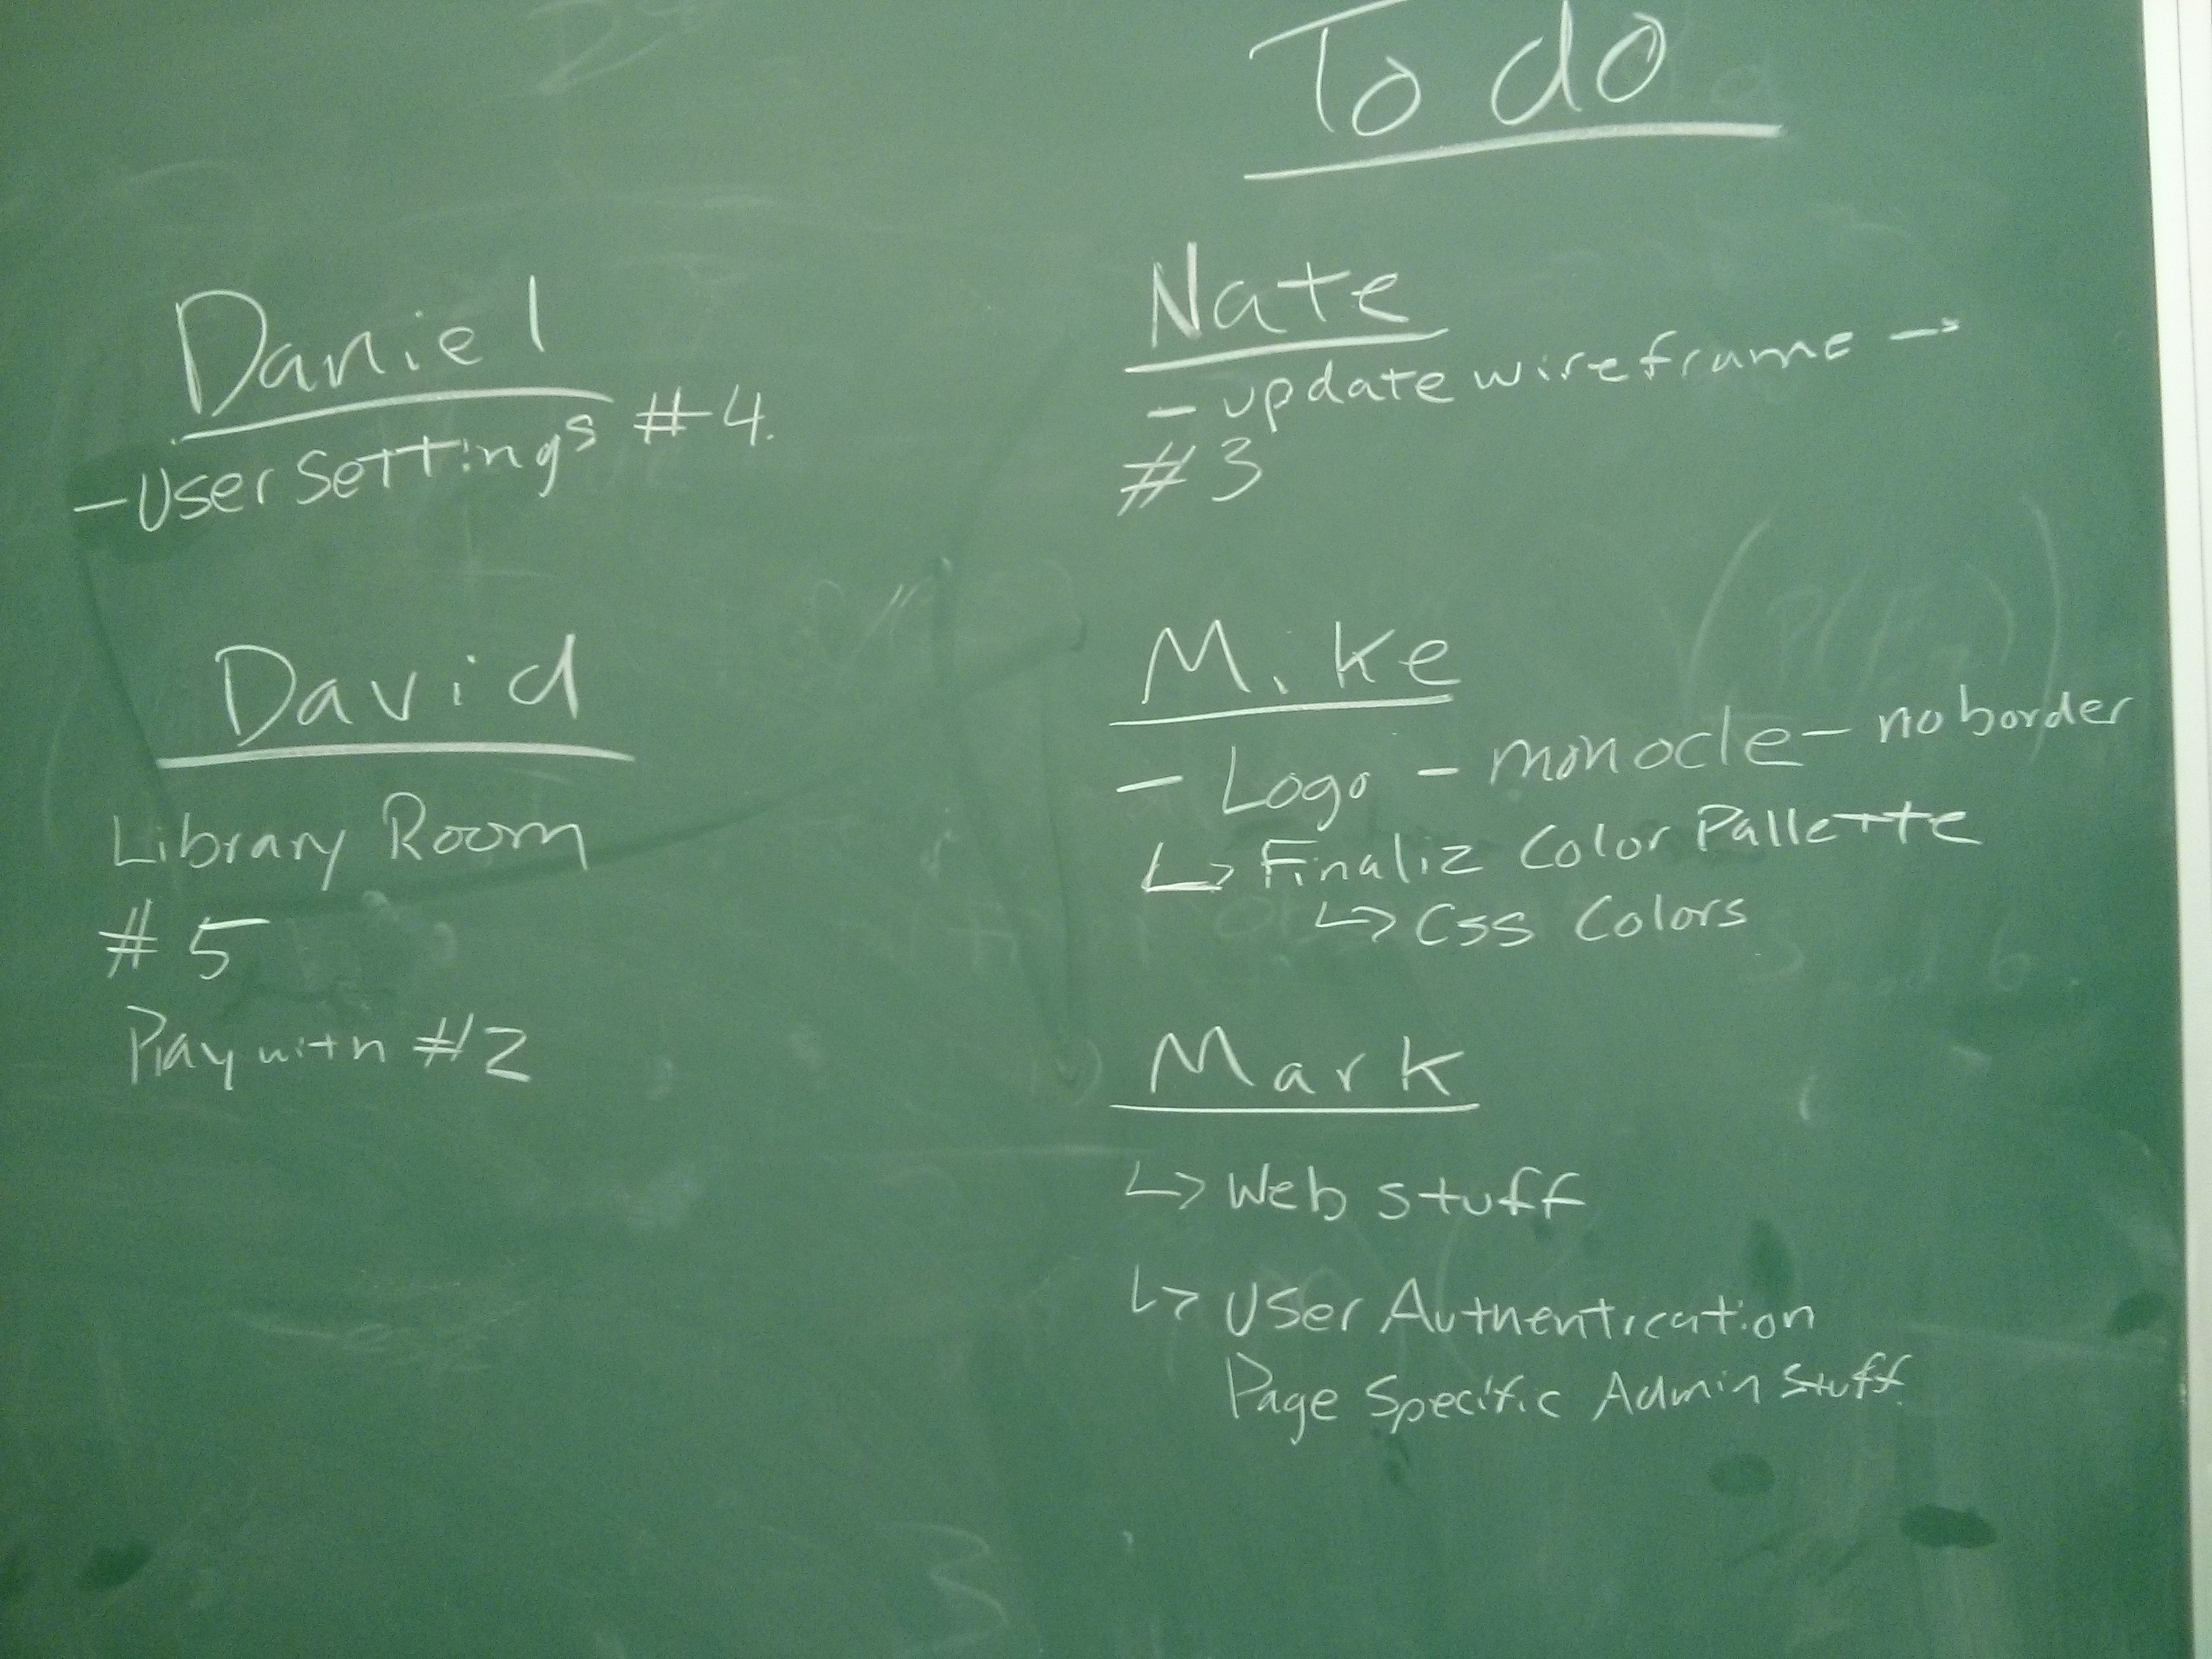 To do
Daniel
- User Settings #4.
David
Library Room
#5
Play with #2
Nate
- update wireframe →
#3
Mike
- Logo - monocle - no border
↳ Finaliz Color Pallette
↳ Css Colors
Mark
↳ Web stuff
↳ User Authentication
Page Specific Admin Stuff.